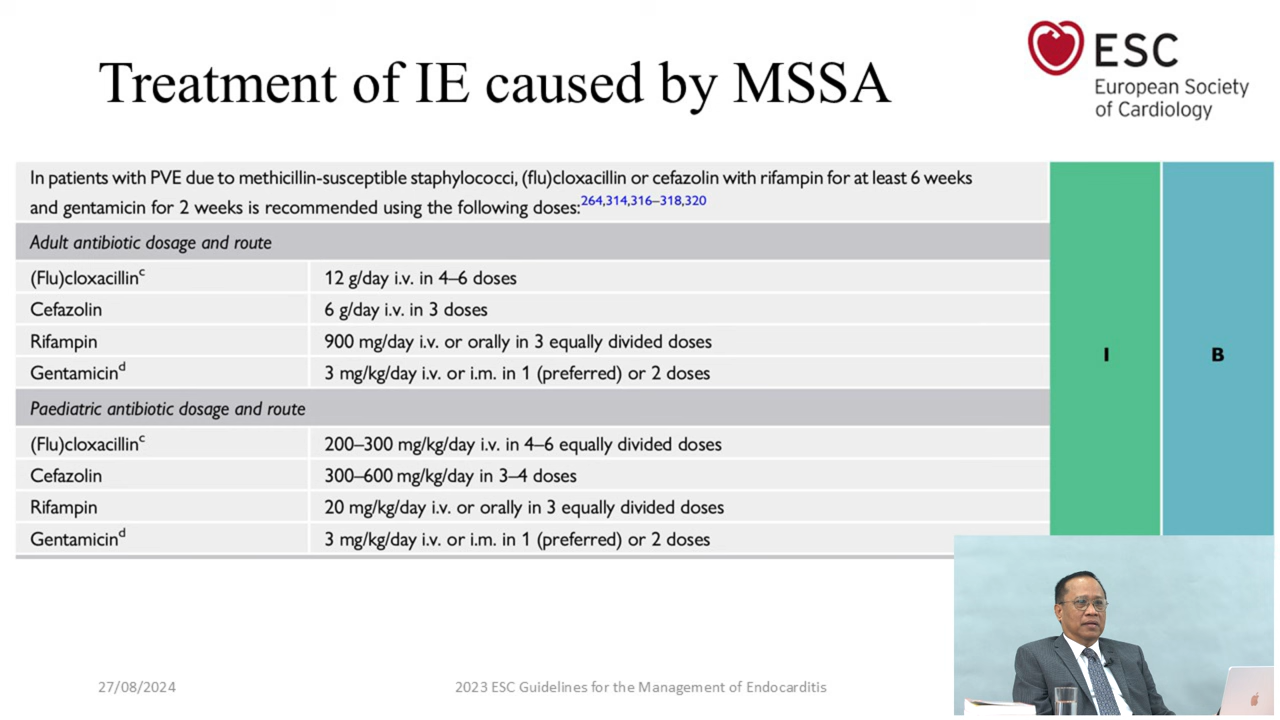 Treatment of IE caused by MSSA
ESC
European Society
of Cardiology
In patients with PVE due to methicillin-susceptible staphylococci, (flu)cloxacillin or cefazolin with rifampin for at least 6 weeks
and gentamicin for 2 weeks is recommended using the following doses:264,314,316–318,320
Adult antibiotic dosage and route
(Flu)cloxacillinc 12 g/day i.v. in 4–6 doses
Cefazolin 6 g/day i.v. in 3 doses
Rifampin 900 mg/day i.v. or orally in 3 equally divided doses
Gentamicind 3 mg/kg/day i.v. or i.m. in 1 (preferred) or 2 doses
I B
Paediatric antibiotic dosage and route
(Flu)cloxacillinc 200–300 mg/kg/day i.v. in 4–6 equally divided doses
Cefazolin 300–600 mg/kg/day in 3–4 doses
Rifampin 20 mg/kg/day i.v. or orally in 3 equally divided doses
Gentamicind 3 mg/kg/day i.v. or i.m. in 1 (preferred) or 2 doses
27/08/2024 2023 ESC Guidelines for the Management of Endocarditis